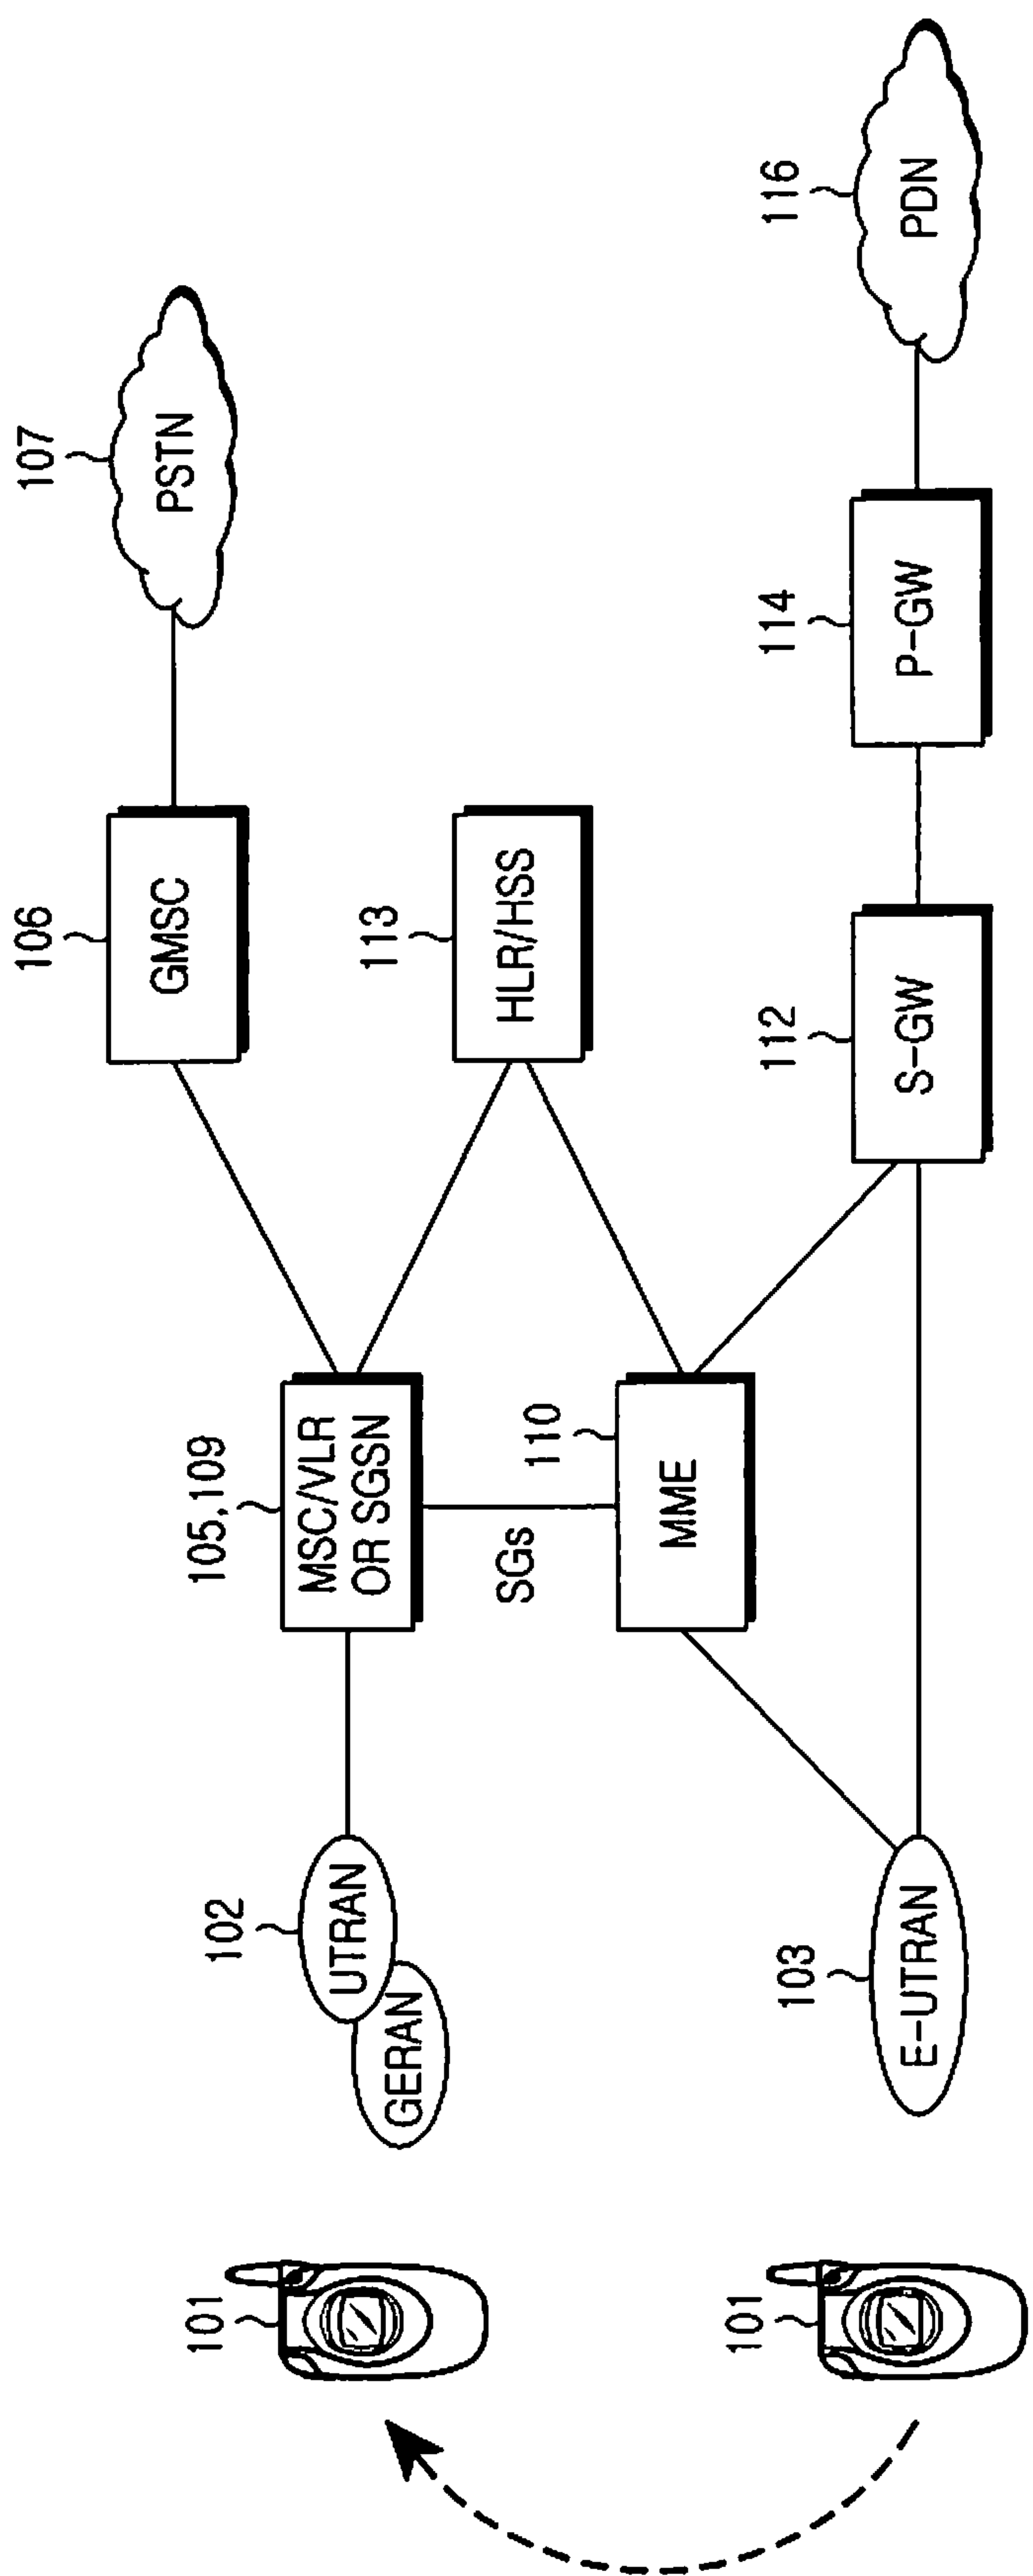 101
102
UTRAN
GERAN
105,109
MSC/VLR
OR SGSN
106
GMSC
107
PSTN
SGs
113
HLR/HSS
110
MME
101
103
E-UTRAN
112
S-GW
114
P-GW
116
PDN